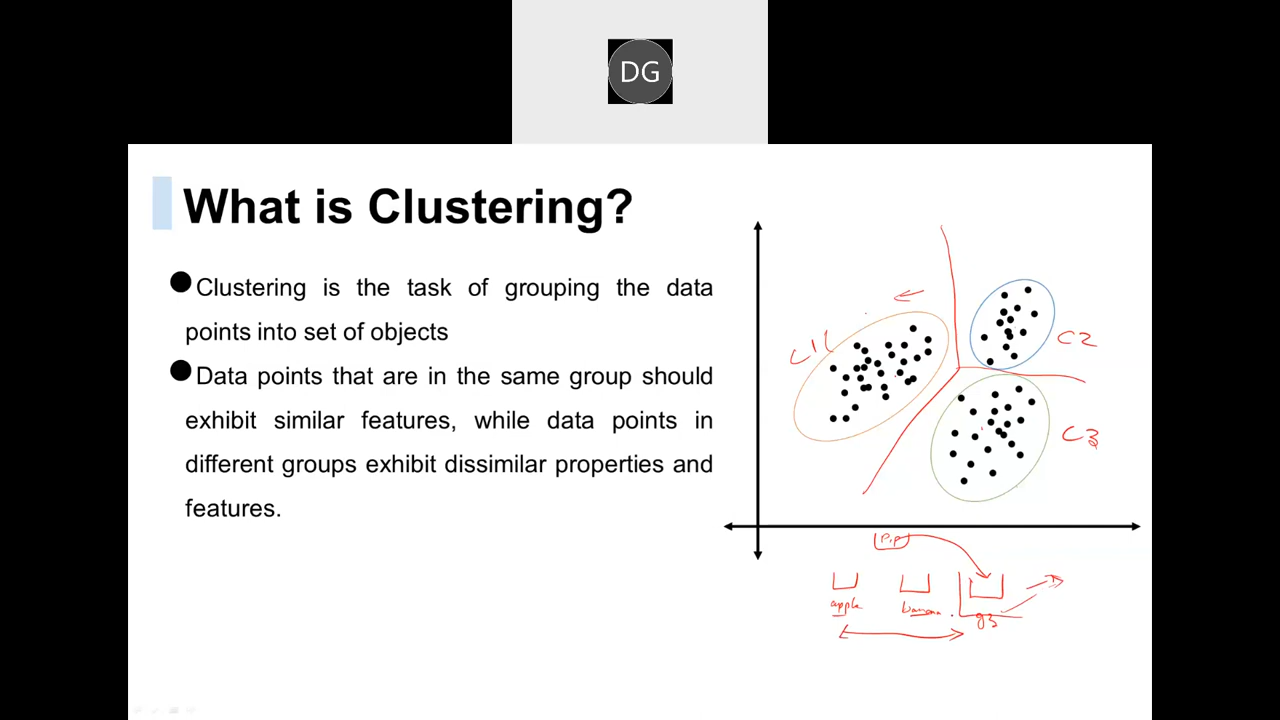 DG
What is Clustering?
Clustering is the task of grouping the data
points into set of objects
Data points that are in the same group should
exhibit similar features, while data points in
different groups exhibit dissimilar properties and
features.
C1
C2
C3
apple banana g3